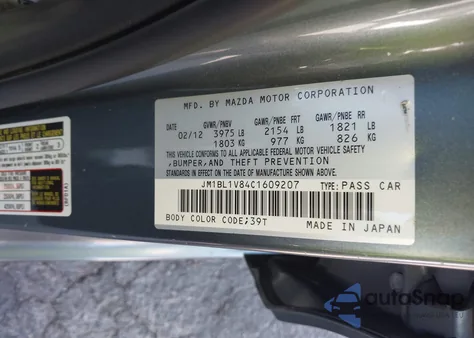 MFD. BY MAZDA MOTOR CORPORATION
GVWR/PNBV GAWR/PNBE FRT GAWR/PNBE RR
02/12 3975 LB 2154 LB 1821 LB
1803 KG 977 KG 826 KG
THIS VEHICLE CONFORMS TO ALL
APPLICABLE FEDERAL MOTOR VEHICLE SAFETY
,BUMPER,AND THEFT PREVENTION
STANDARDS IN EFFECT ON THE DATE OF MANUFACTURE
SHOWN ABOVE.
JM1BL1V84C1609207 TYPE:PASS CAR
BODY COLOR CODE;39T MADE IN JAPAN
autoSnap